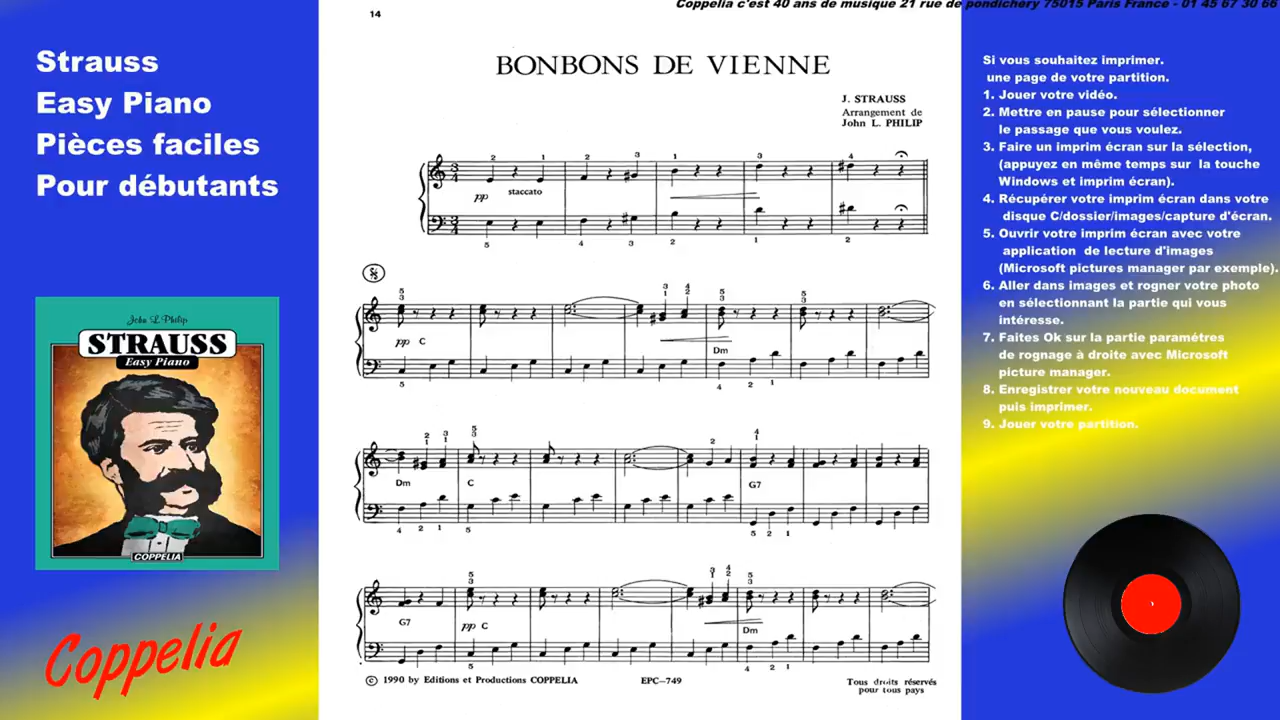 Coppelia c'est 40 ans de musique 21 rue de pondichéry 75015 Paris France - 01 45 67 30 66
14
Strauss
Easy Piano
Pièces faciles
Pour débutants
John L. Philip
STRAUSS
Easy Piano
COPPELIA
Coppelia
BONBONS DE VIENNE
J. STRAUSS
Arrangement de
John L. PHILIP
pp staccato
pp C
Dm
Dm C G7
G7 pp C Dm
© 1990 by Editions et Productions COPPELIA
EPC—749
Tous droits réservés
pour tous pays
Si vous souhaitez imprimer.
une page de votre partition.
1. Jouer votre vidéo.
2. Mettre en pause pour sélectionner
le passage que vous voulez.
3. Faire un imprim écran sur la sélection,
(appuyez en même temps sur la touche
Windows et imprim écran).
4. Récupérer votre imprim écran dans votre
disque C/dossier/images/capture d'écran.
5. Ouvrir votre imprim écran avec votre
application de lecture d'images
(Microsoft pictures manager par exemple).
6. Aller dans images et rogner votre photo
en sélectionnant la partie qui vous
intéresse.
7. Faites Ok sur la partie paramétres
de rognage à droite avec Microsoft
picture manager.
8. Enregistrer votre nouveau document
puis imprimer.
9. Jouer votre partition.